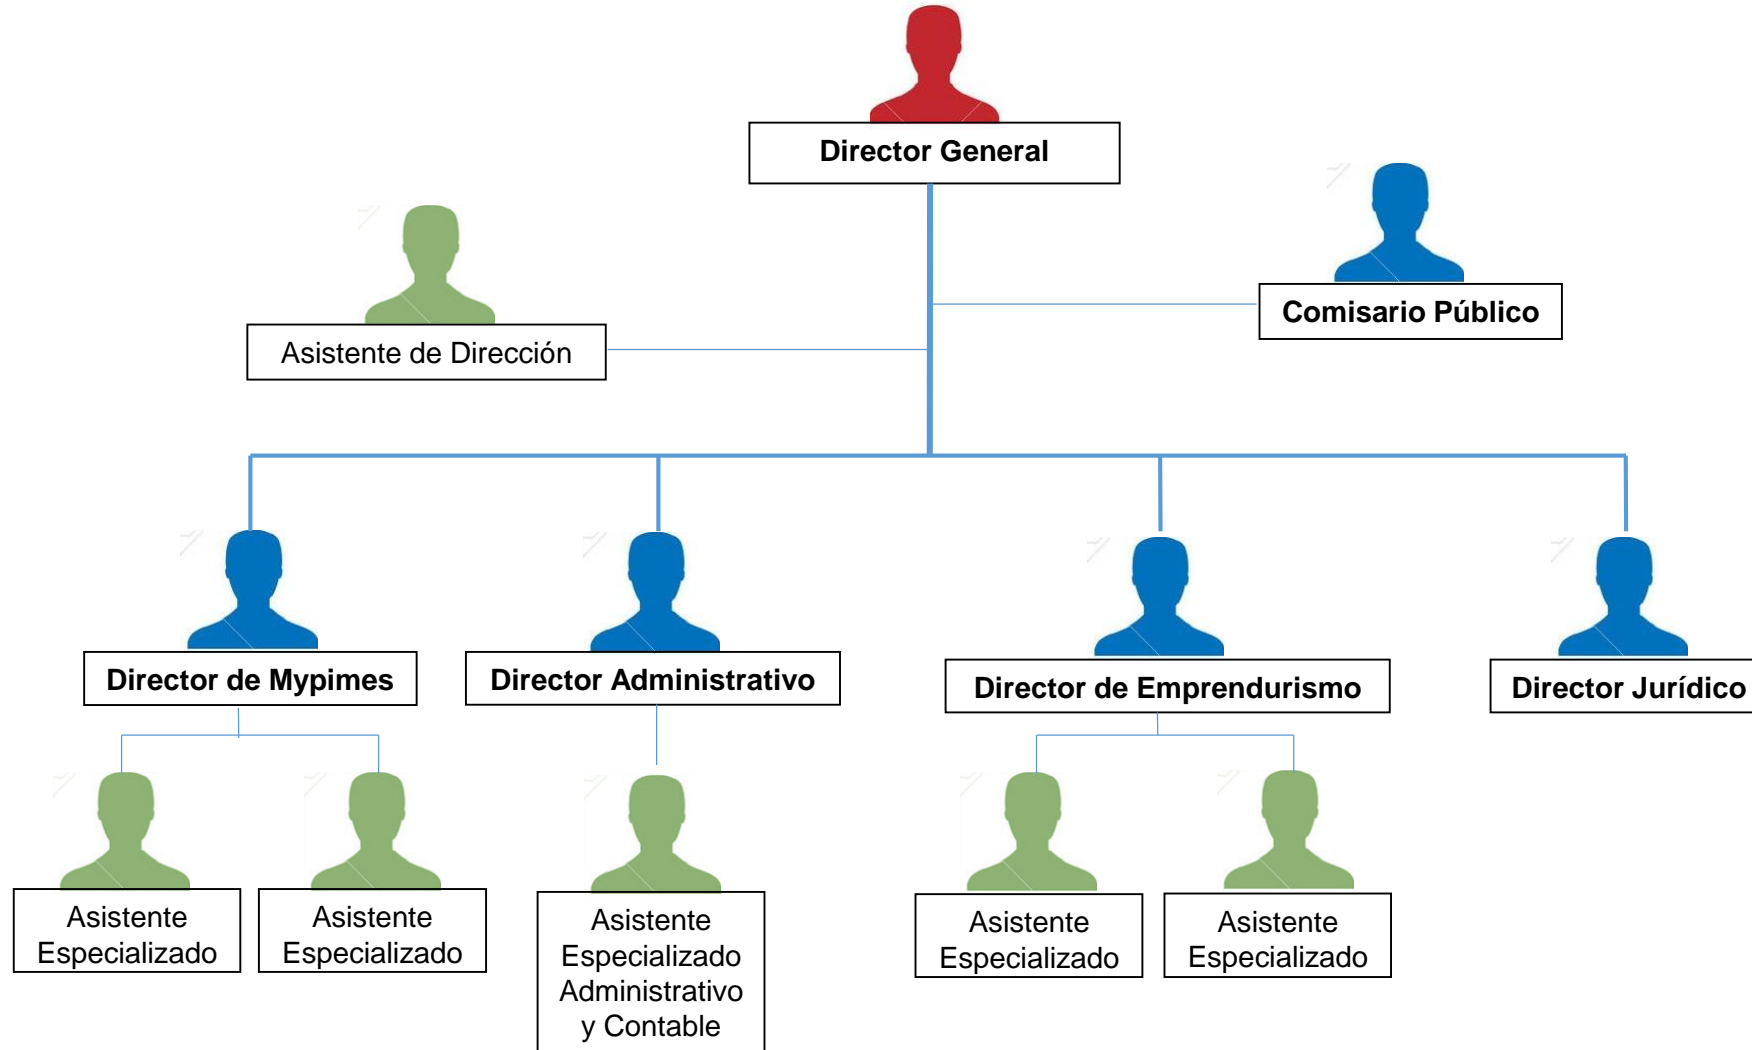 Director General
Comisario Público
Asistente de Dirección
Director de Mypimes
Director Administrativo
Director de Emprendurismo
Director Jurídico
Asistente
Especializado
Asistente
Especializado
Asistente
Especializado
Administrativo
y Contable
Asistente
Especializado
Asistente
Especializado